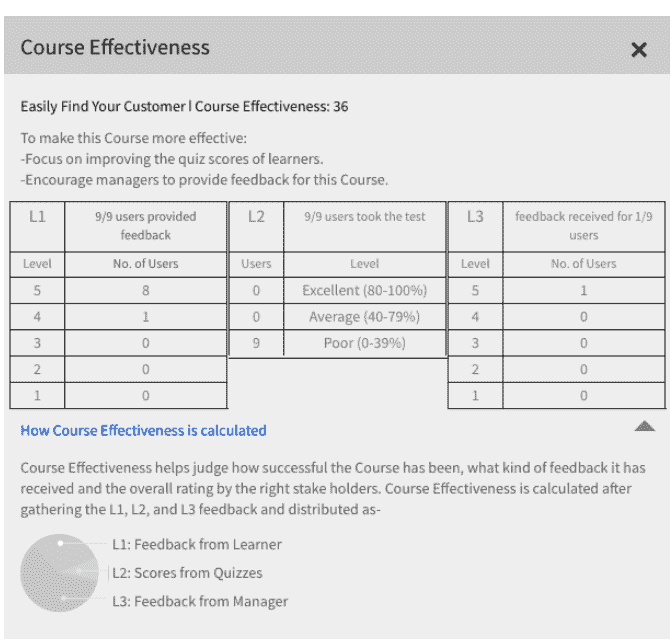 Course Effectiveness
Easily Find Your Customer | Course Effectiveness: 36
To make this Course more effective:
-Focus on improving the quiz scores of learners.
-Encourage managers to provide feedback for this Course.
L1 9/9 users provided feedback L2 9/9 users took the test L3 feedback received for 1/9 users
Level No. of Users Users Level Level No. of Users
5 8 0 Excellent (80-100%) 5 1
4 1 0 Average (40-79%) 4 0
3 0 9 Poor (0-39%) 3 0
2 0 2 0
1 0 1 0
How Course Effectiveness is calculated
Course Effectiveness helps judge how successful the Course has been, what kind of feedback it has
received and the overall rating by the right stake holders. Course Effectiveness is calculated after
gathering the L1, L2, and L3 feedback and distributed as-
L1: Feedback from Learner
L2: Scores from Quizzes
L3: Feedback from Manager